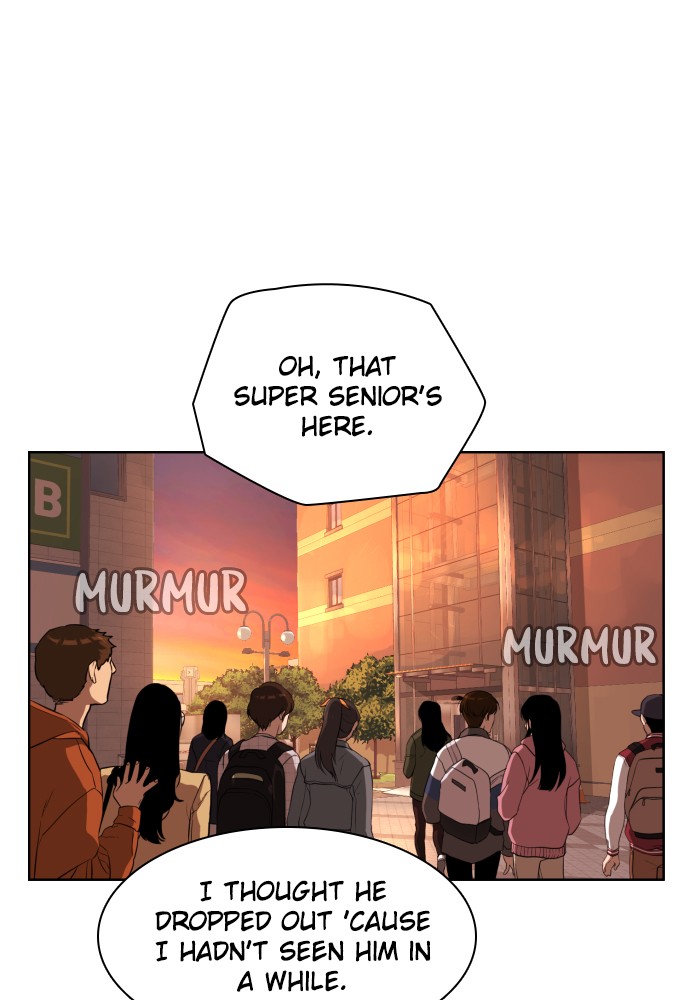 OH, THAT
SUPER SENIOR'S
HERE.
B
MURMUR
MURMUR
I THOUGHT HE
DROPPED OUT 'CAUSE
I HADN'T SEEN HIM IN
A WHILE.